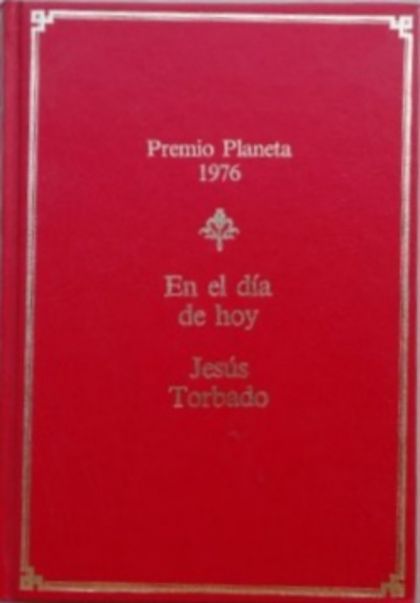 Premio Planeta
1976
En el día
de hoy
Jesús
Torbado